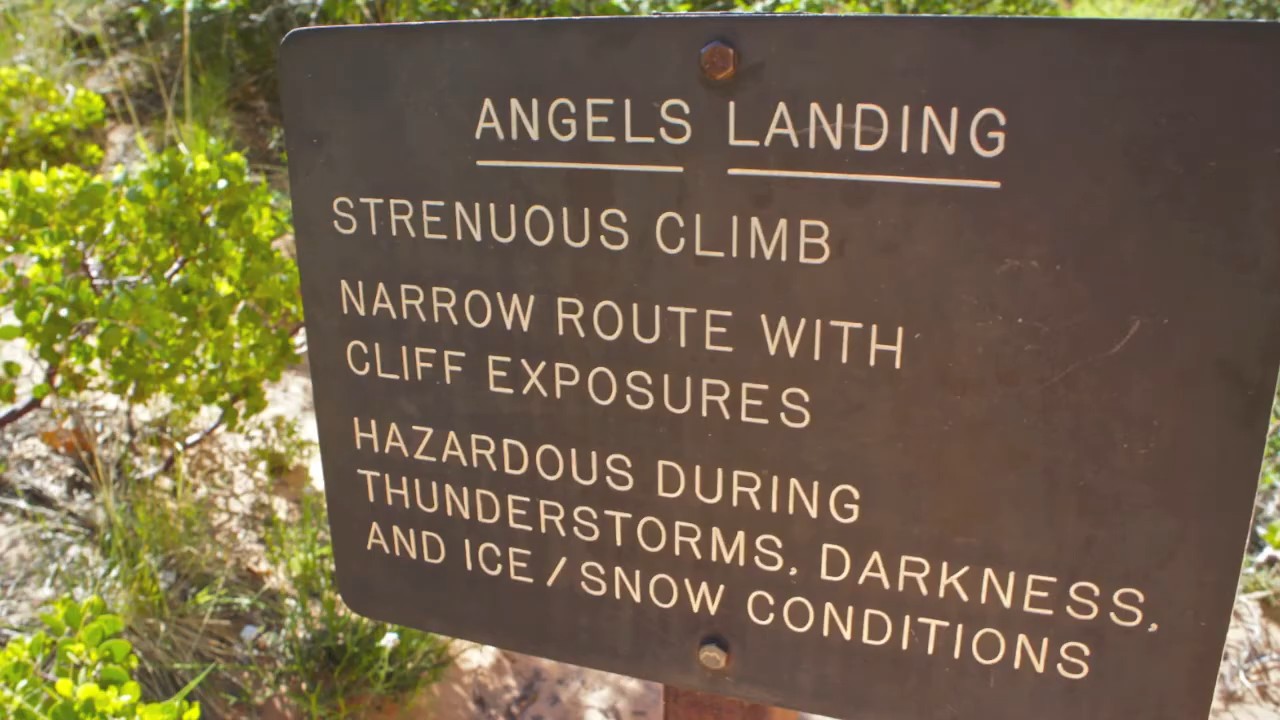 ANGELS LANDING
STRENUOUS CLIMB
NARROW ROUTE WITH
CLIFF EXPOSURES
HAZARDOUS DURING
THUNDERSTORMS, DARKNESS,
AND ICE/SNOW CONDITIONS